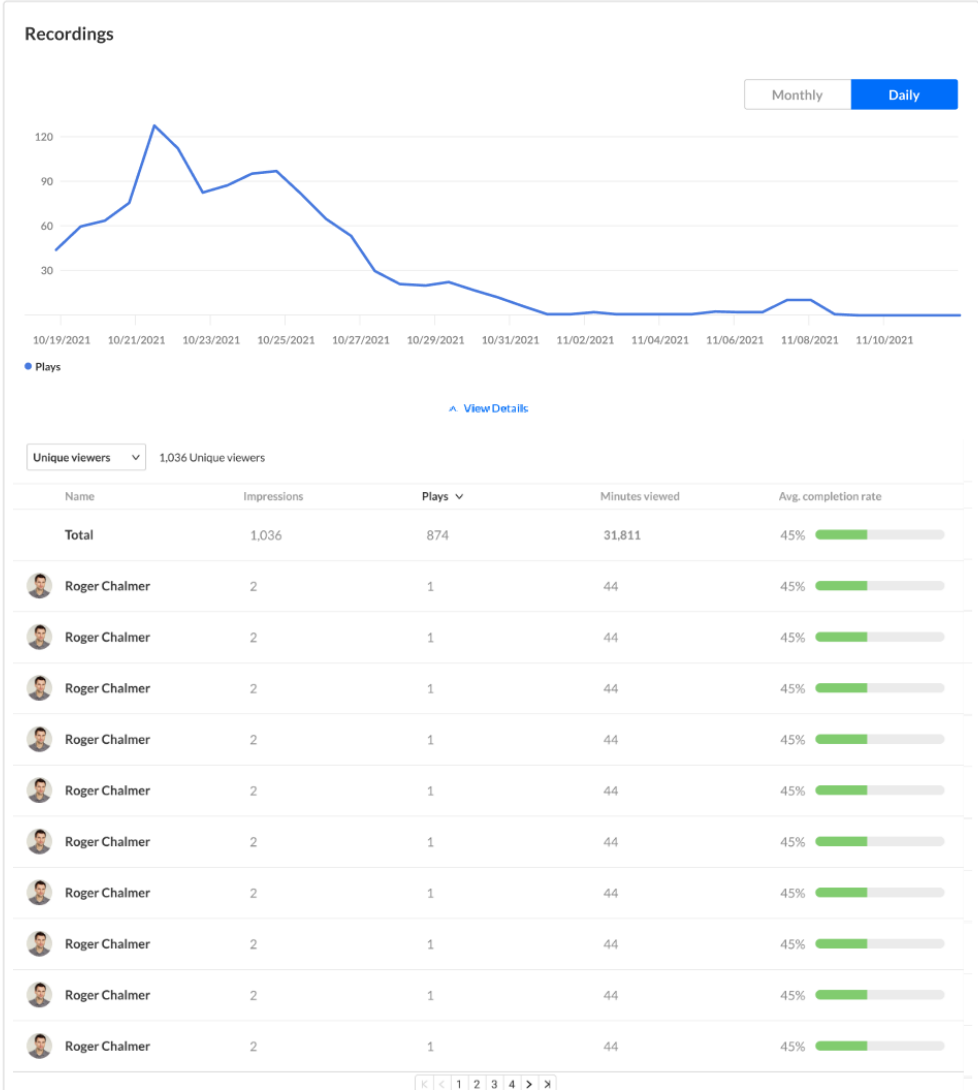 Recordings
Monthly Daily
120
90
60
30
10/19/2021 10/21/2021 10/23/2021 10/25/2021 10/27/2021 10/29/2021 10/31/2021 11/02/2021 11/04/2021 11/06/2021 11/08/2021 11/10/2021
Plays
View Details
Unique viewers 1,036 Unique viewers
Name Impressions Plays Minutes viewed Avg. completion rate
Total 1,036 874 31,811 45%
Roger Chalmer 2 1 44 45%
Roger Chalmer 2 1 44 45%
Roger Chalmer 2 1 44 45%
Roger Chalmer 2 1 44 45%
Roger Chalmer 2 1 44 45%
Roger Chalmer 2 1 44 45%
Roger Chalmer 2 1 44 45%
Roger Chalmer 2 1 44 45%
Roger Chalmer 2 1 44 45%
Roger Chalmer 2 1 44 45%
1 2 3 4